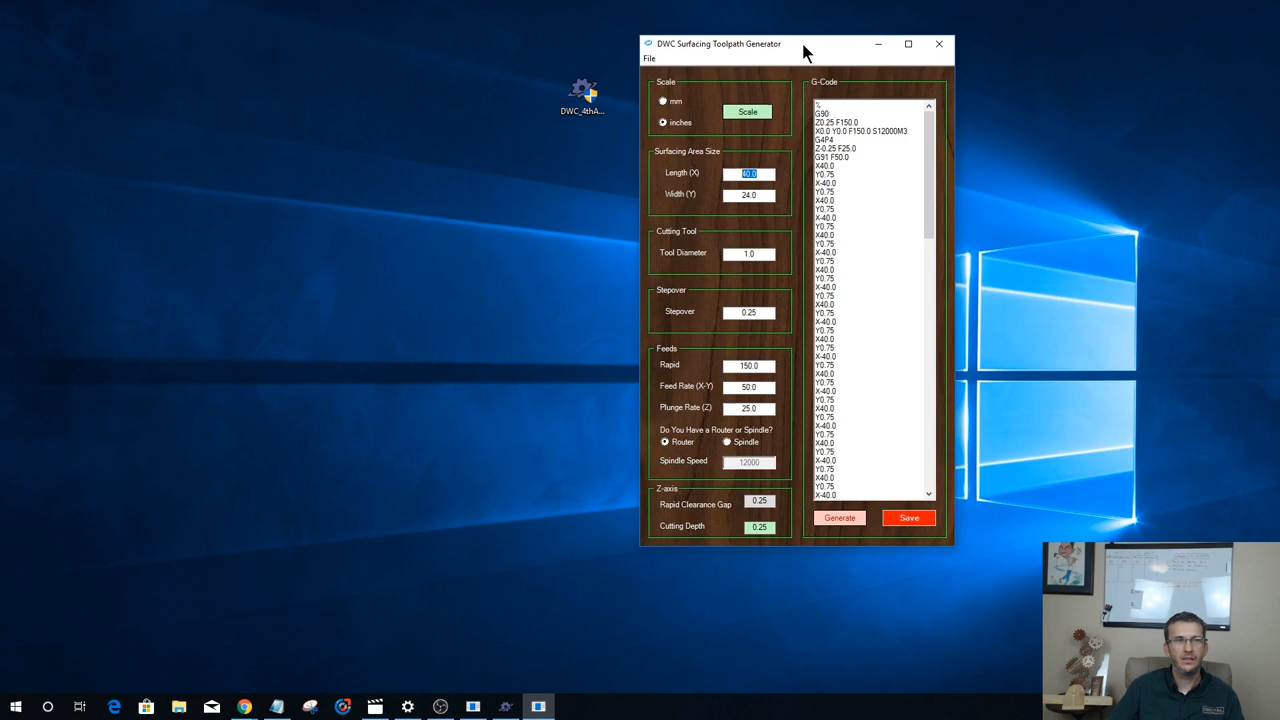 DWC Surfacing Toolpath Generator
File
Scale
mm
inches
Scale
Surfacing Area Size
Length (X) 40.0
Width (Y) 24.0
Cutting Tool
Tool Diameter 1.0
Stepover
Stepover 0.25
Feeds
Rapid 150.0
Feed Rate (X-Y) 50.0
Plunge Rate (Z) 25.0
Do You Have a Router or Spindle?
Router Spindle
Spindle Speed 12000
Z-axis
Rapid Clearance Gap 0.25
Cutting Depth 0.25
G-Code
%
G90
Z0.25 F150.0
X0.0 Y0.0 F150.0 S12000M3
G4P4
Z-0.25 F25.0
G91 F50.0
X40.0
Y0.75
X-40.0
Y0.75
X40.0
Y0.75
X-40.0
Y0.75
X40.0
Y0.75
X-40.0
Y0.75
X40.0
Y0.75
X-40.0
Y0.75
X40.0
Y0.75
X-40.0
Y0.75
X40.0
Y0.75
X-40.0
Y0.75
X40.0
Y0.75
X-40.0
Y0.75
X40.0
Y0.75
X-40.0
Y0.75
X40.0
Y0.75
X-40.0
Y0.75
X40.0
Y0.75
X-40.0
Generate
Save
DWC_4thA...